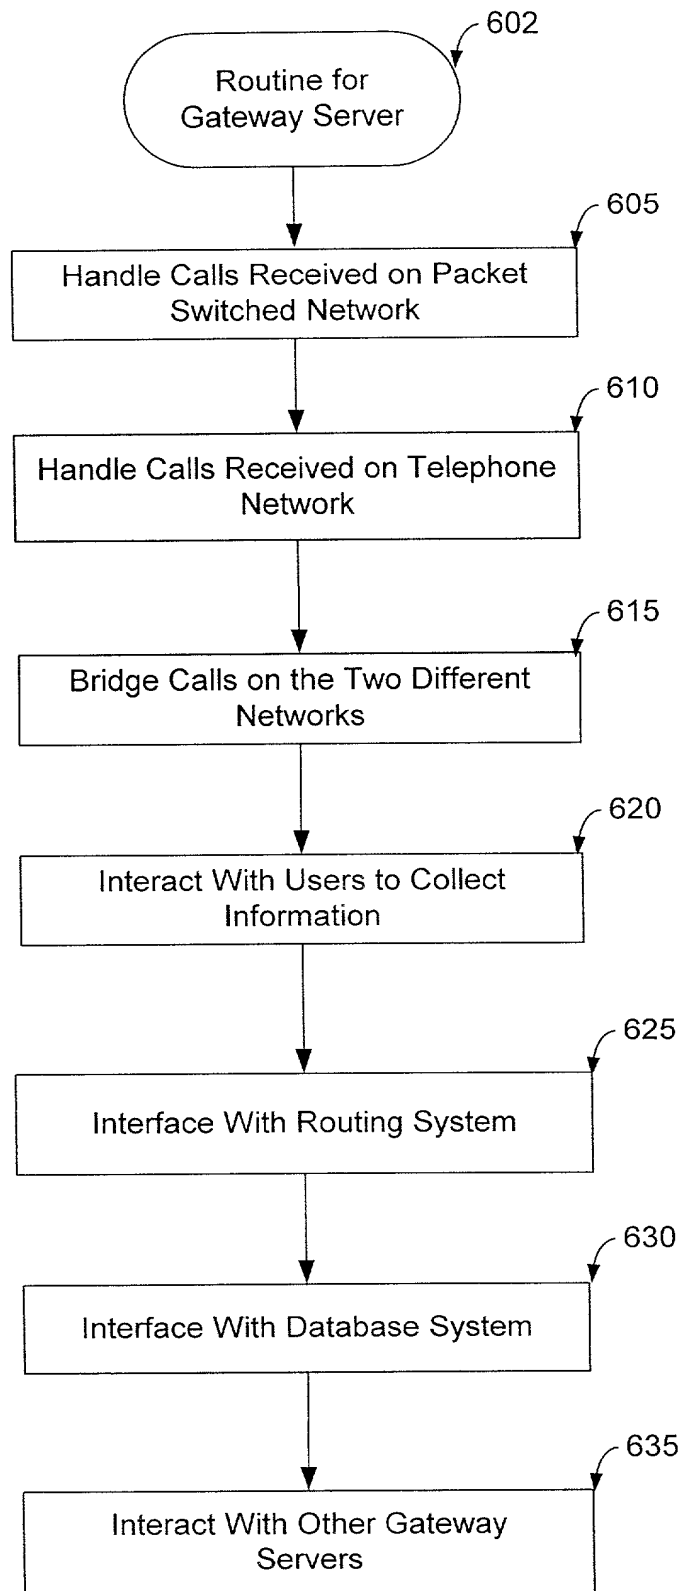 602
Routine for
Gateway Server
605
Handle Calls Received on Packet
Switched Network
610
Handle Calls Received on Telephone
Network
615
Bridge Calls on the Two Different
Networks
620
Interact With Users to Collect
Information
625
Interface With Routing System
630
Interface With Database System
635
Interact With Other Gateway
Servers